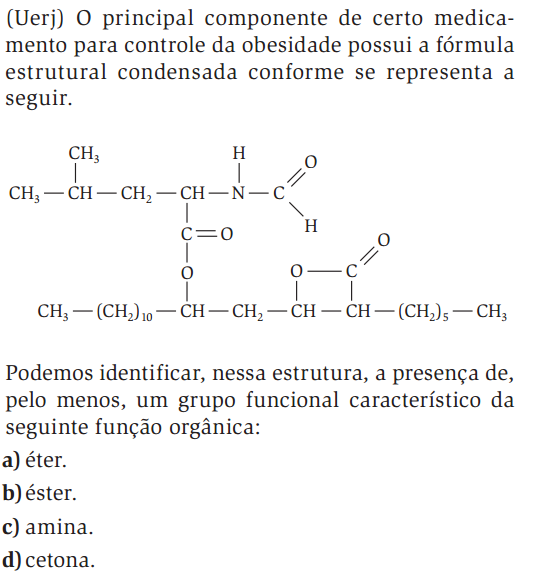 (Uerj) O principal componente de certo medica-
mento para controle da obesidade possui a fórmula
estrutural condensada conforme se representa a
seguir.
CH₃ H O
CH₃—CH—CH₂—CH—N—C
C=O H O
O O—C
CH₃—(CH₂)₁₀—CH—CH₂—CH—CH—(CH₂)₅—CH₃
Podemos identificar, nessa estrutura, a presença de,
pelo menos, um grupo funcional característico da
seguinte função orgânica:
a) éter.
b) éster.
c) amina.
d) cetona.